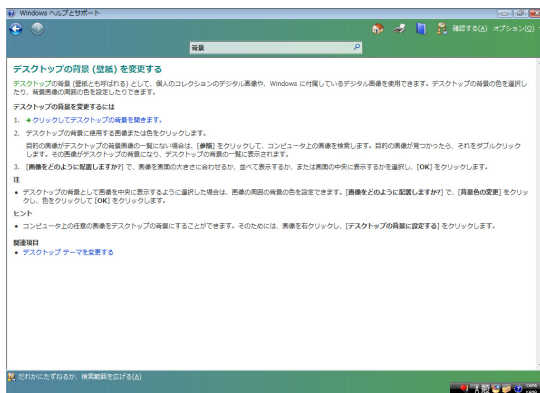 Windows ヘルプとサポート
確認する(A) オプション(O)
背景
デスクトップの背景 (壁紙) を変更する
デスクトップの背景 (壁紙とも呼ばれる) として、個人のコレクションのデジタル画像や、Windows に付属しているデジタル画像を使用できます。デスクトップの背景の色を選択し
たり、背景画像の周囲の色を設定したりできます。
デスクトップの背景を変更するには
1. クリックしてデスクトップの背景を開きます。
2. デスクトップの背景に使用する画像または色をクリックします。
目的の画像がデスクトップの背景画像の一覧にない場合は、[参照] をクリックして、コンピュータ上の画像を検索します。目的の画像が見つかったら、それをダブルクリック
します。その画像がデスクトップの背景になり、デスクトップの背景の一覧に表示されます。
3. [画像をどのように配置しますか?] で、画像を画面の大きさに合わせるか、並べて表示するか、または画面の中央に表示するかを選択し、[OK] をクリックします。
注
• デスクトップの背景として画像を中央に表示するように選択した場合は、画像の周囲の背景の色を設定できます。[画像をどのように配置しますか?] で、[背景色の変更] をクリッ
クし、色をクリックして [OK] をクリックします。
ヒント
• コンピュータ上の任意の画像をデスクトップの背景にすることができます。そのためには、画像を右クリックし、[デスクトップの背景に設定する] をクリックします。
関連項目
• デスクトップ テーマを変更する
だれかにたずねるか、検索範囲を広げる(A)
A 般
CAPS
KANA